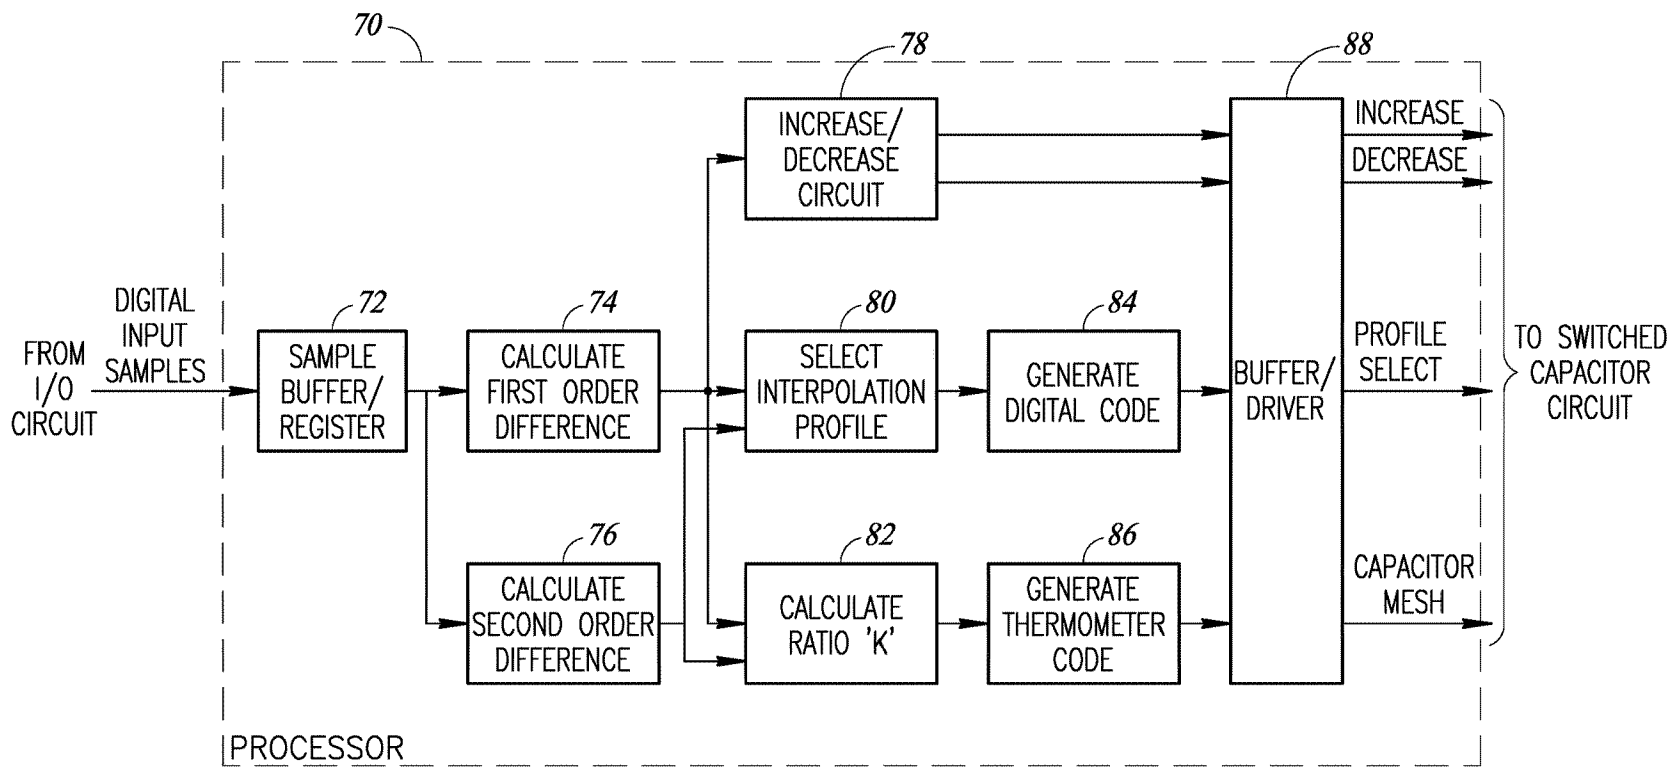 70
78
88
INCREASE/
DECREASE
CIRCUIT
INCREASE
DECREASE
FROM
I/O
CIRCUIT
DIGITAL
INPUT
SAMPLES
72
SAMPLE
BUFFER/
REGISTER
74
CALCULATE
FIRST ORDER
DIFFERENCE
80
SELECT
INTERPOLATION
PROFILE
84
GENERATE
DIGITAL CODE
BUFFER/
DRIVER
PROFILE
SELECT
TO SWITCHED
CAPACITOR
CIRCUIT
76
CALCULATE
SECOND ORDER
DIFFERENCE
82
CALCULATE
RATIO 'K'
86
GENERATE
THERMOMETER
CODE
CAPACITOR
MESH
PROCESSOR